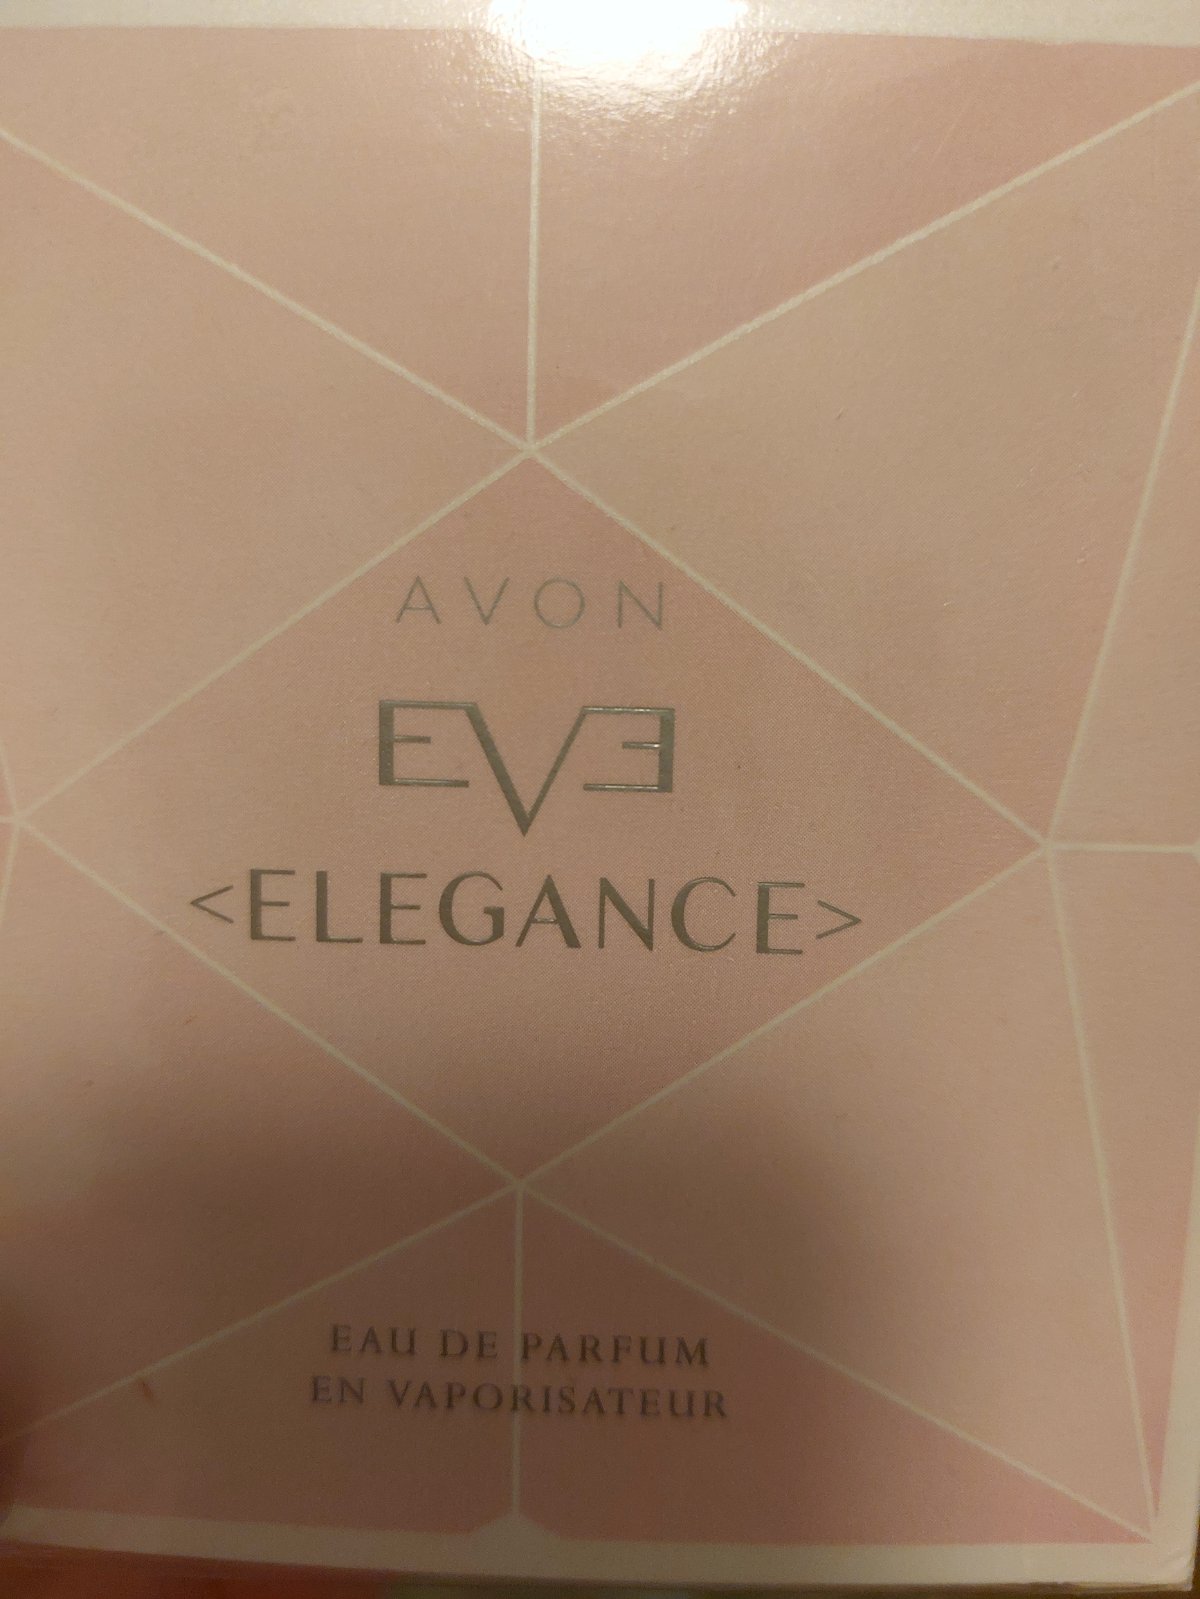 AVON
EVE
<ELEGANCE>
EAU DE PARFUM
EN VAPORISATEUR